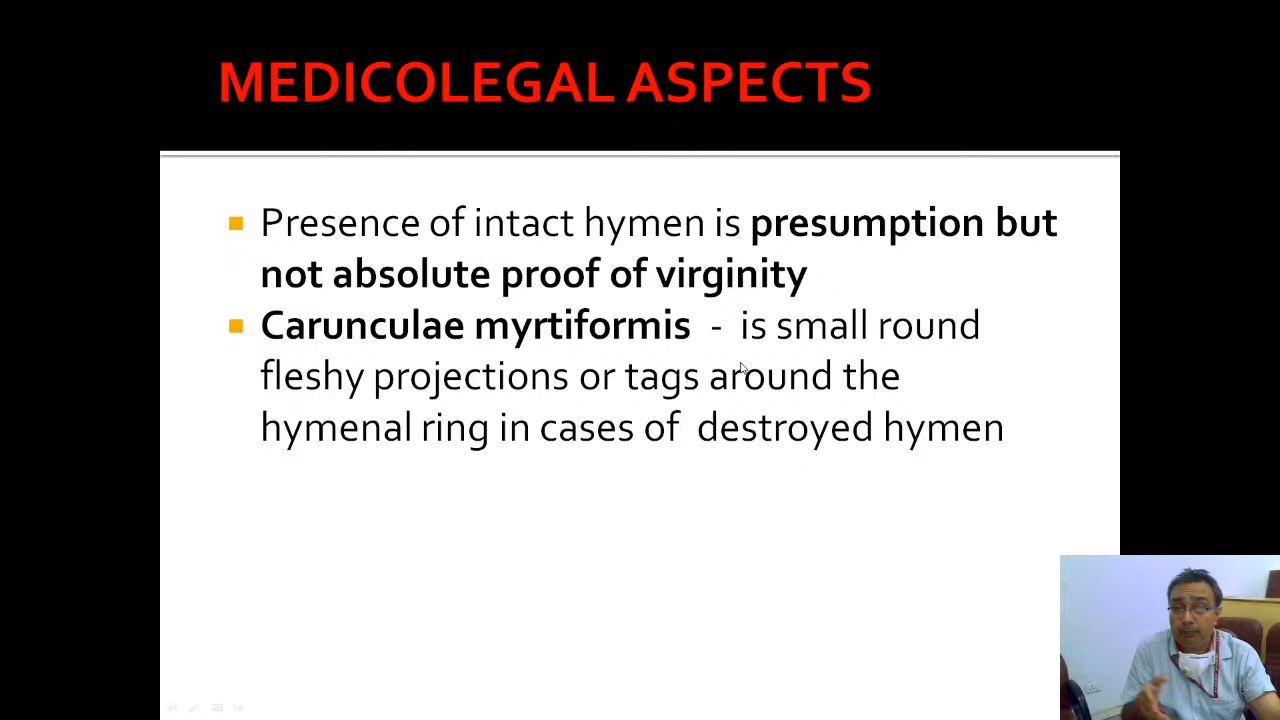 MEDICOLEGAL ASPECTS
Presence of intact hymen is presumption but
not absolute proof of virginity
Carunculae myrtiformis - is small round
fleshy projections or tags around the
hymenal ring in cases of destroyed hymen